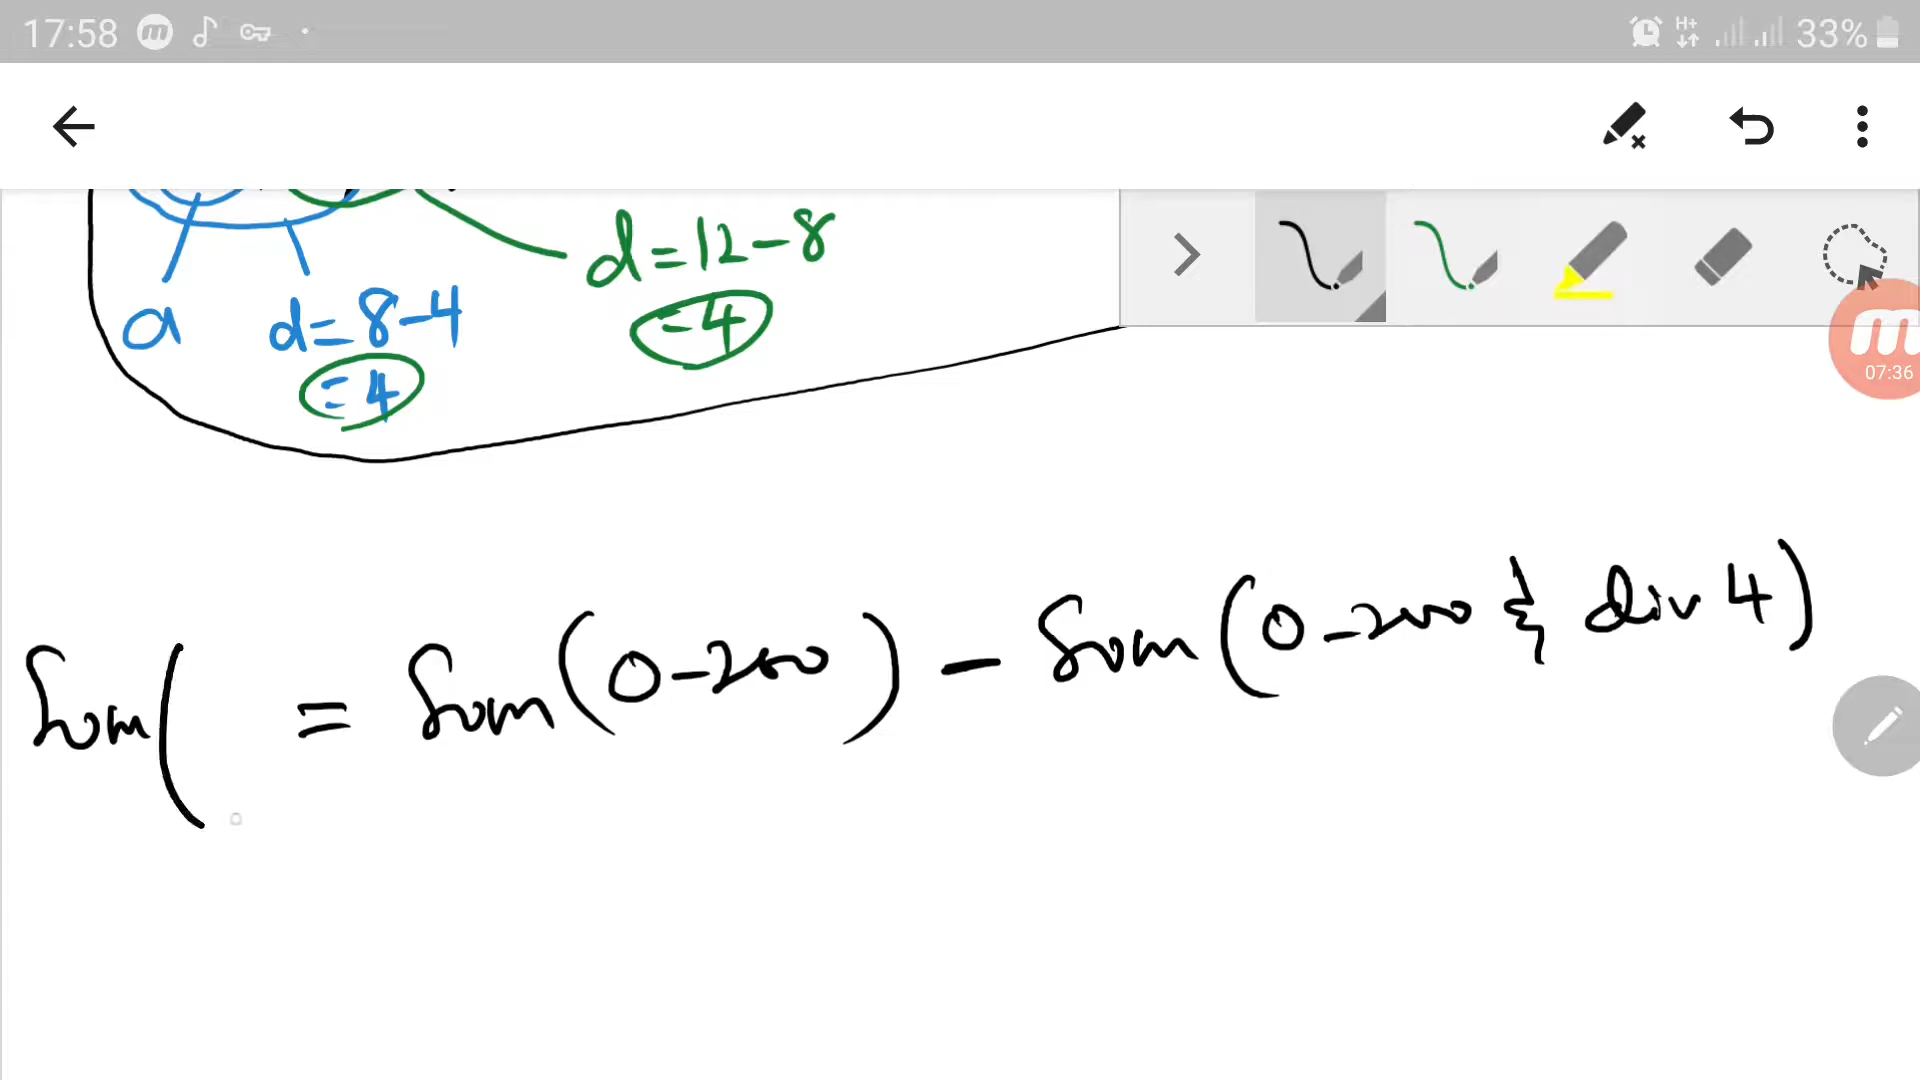 17:58 33%
H+
d=12-8
=4
a d=8-4
=4
07:36
Sum( = Sum(0-200) - Sum(0-200 & div 4)